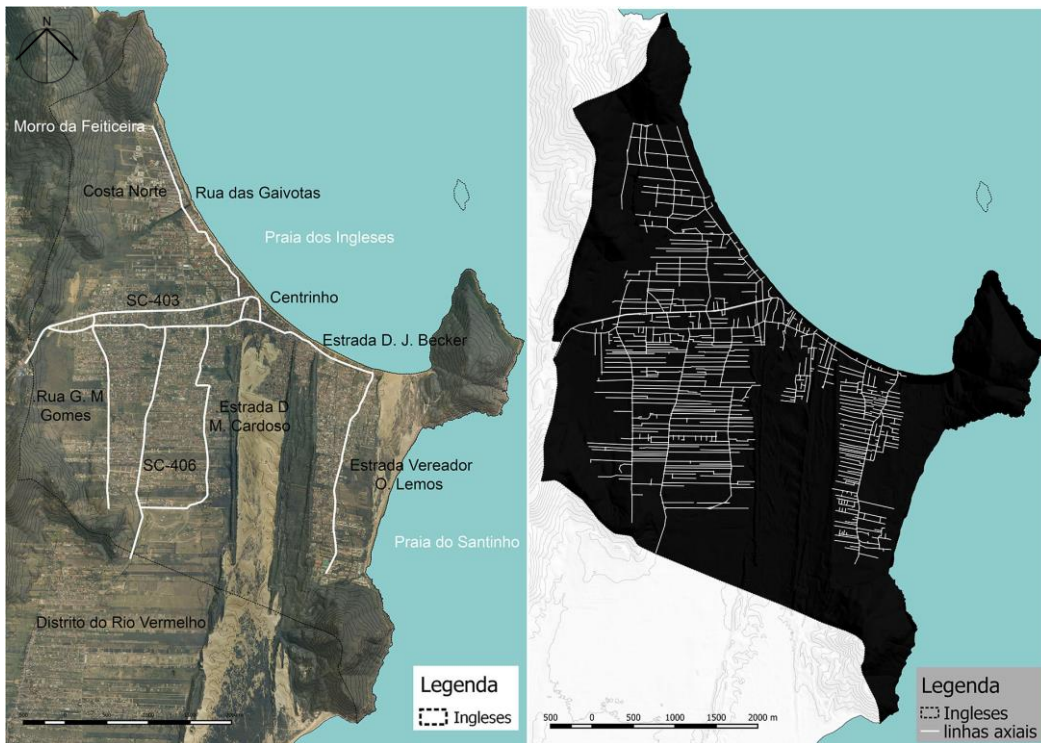 N
Morro da Feiticeira
Costa Norte
Rua das Gaivotas
Praia dos Ingleses
SC-403
Centrinho
Estrada D. J. Becker
Rua G. M
Gomes
Estrada D
M. Cardoso
SC-406
Estrada Vereador
O. Lemos
Praia do Santinho
Distrito do Rio Vermelho
Legenda
Ingleses
Legenda
Ingleses
linhas axiais
500 0 500 1000 1500 2000 m